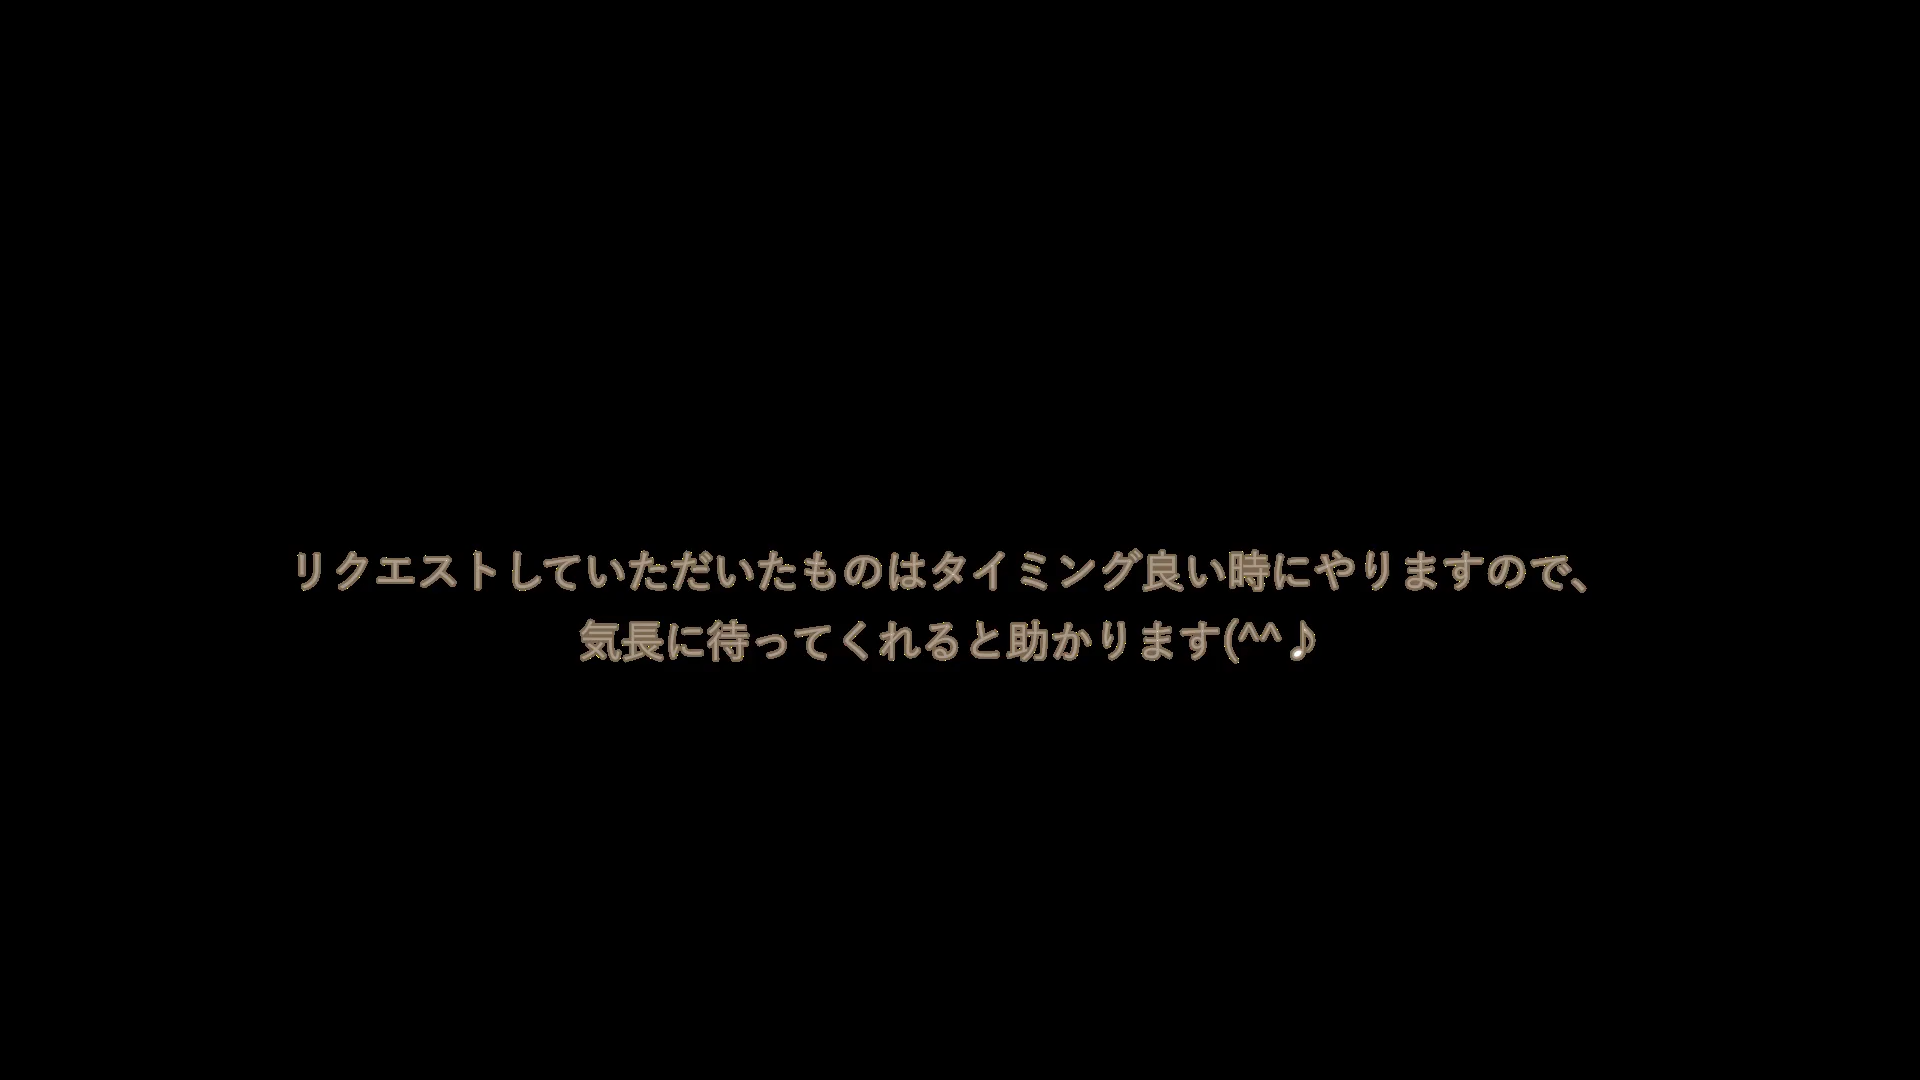 リクエストしていただいたものはタイミング良い時にやりますので、
気長に待ってくれると助かります(^^♪